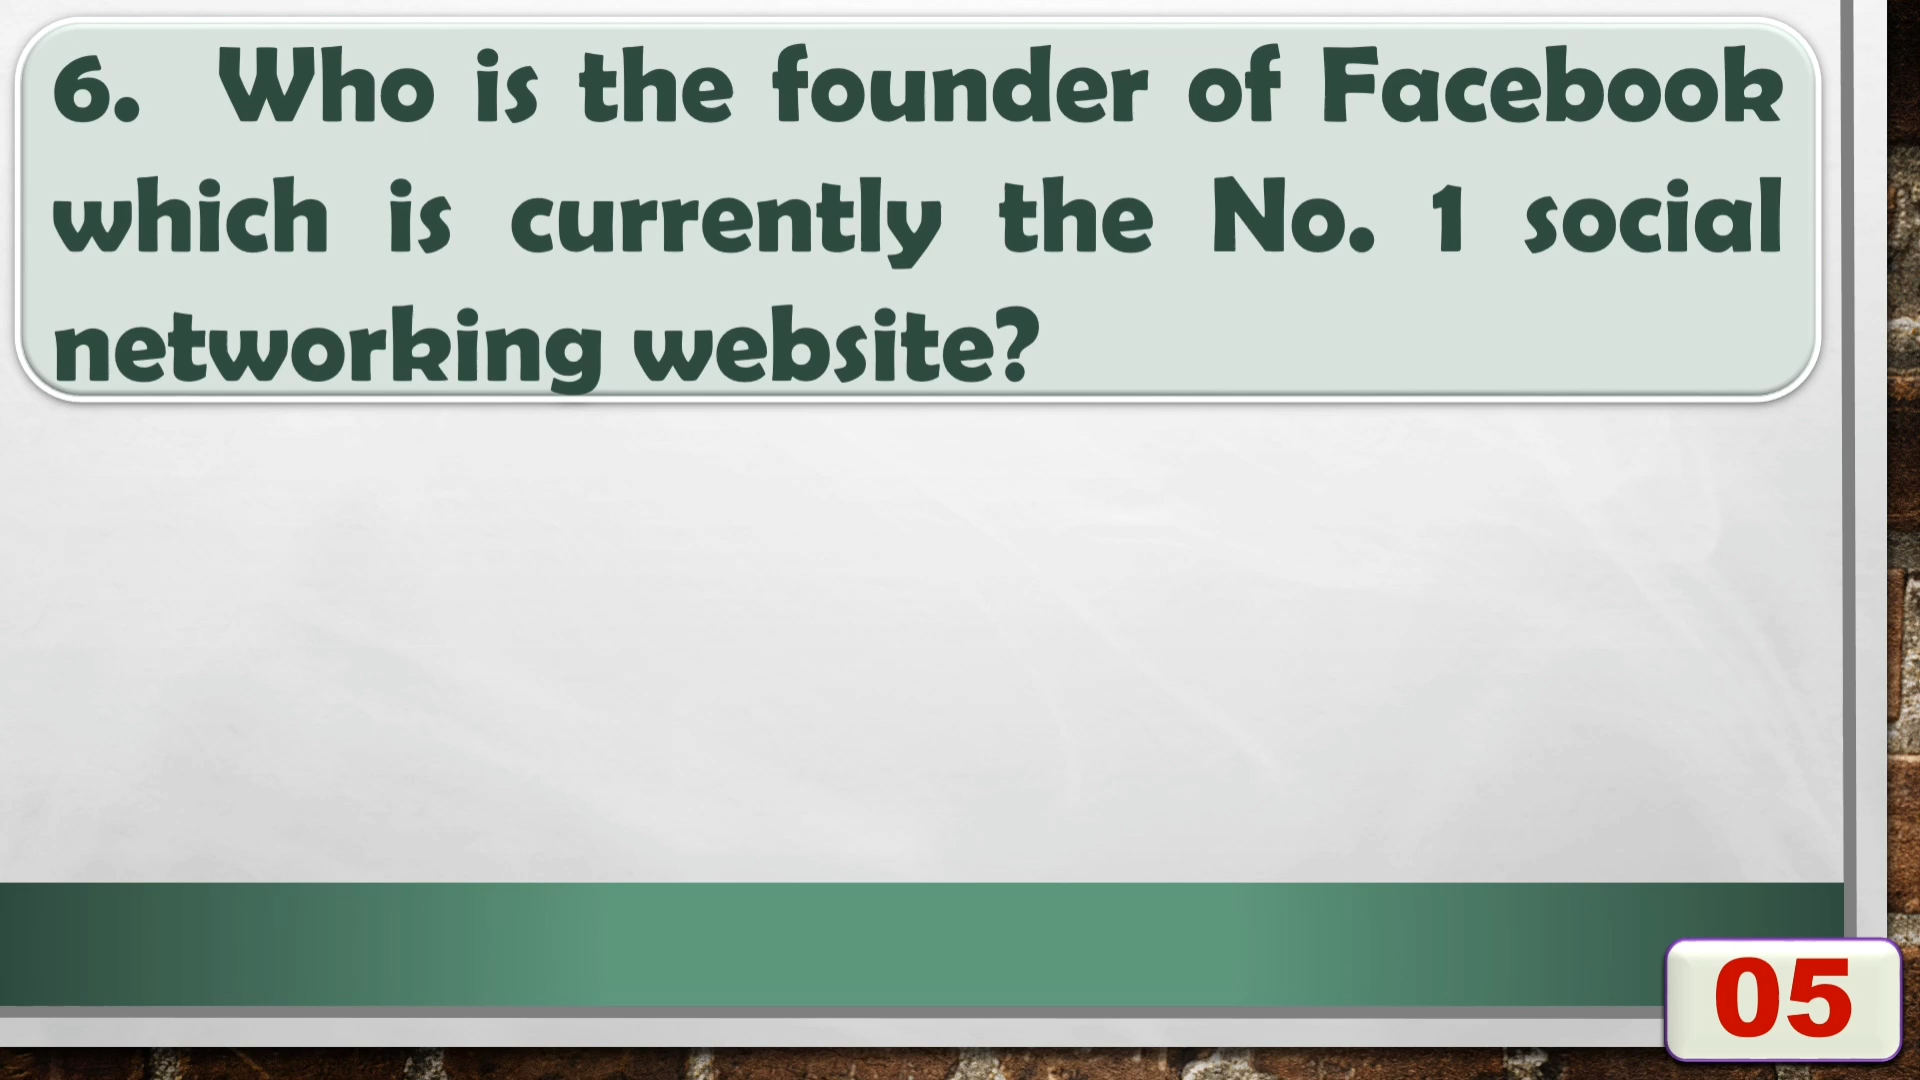 6. Who is the founder of Facebook
which is currently the No. 1 social
networking website?
05